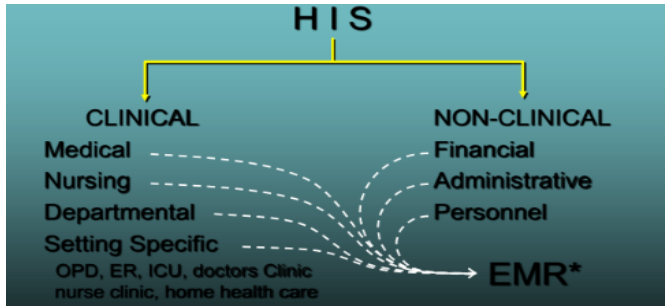 HIS
CLINICAL
Medical
Nursing
Departmental
Setting Specific
OPD, ER, ICU, doctors Clinic
nurse clinic, home health care
NON-CLINICAL
Financial
Administrative
Personnel
EMR*